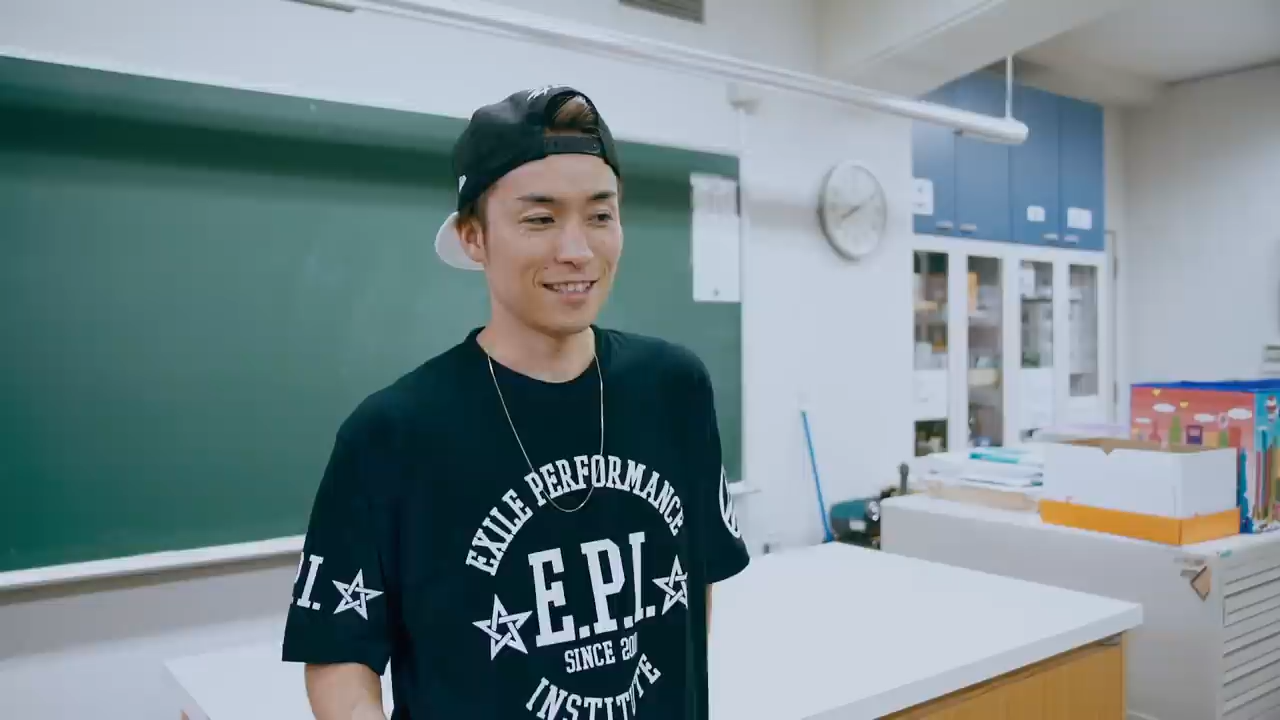 EXILE PERFORMANCE
E.P.I.
SINCE 20
INSTITUTE
P.I.